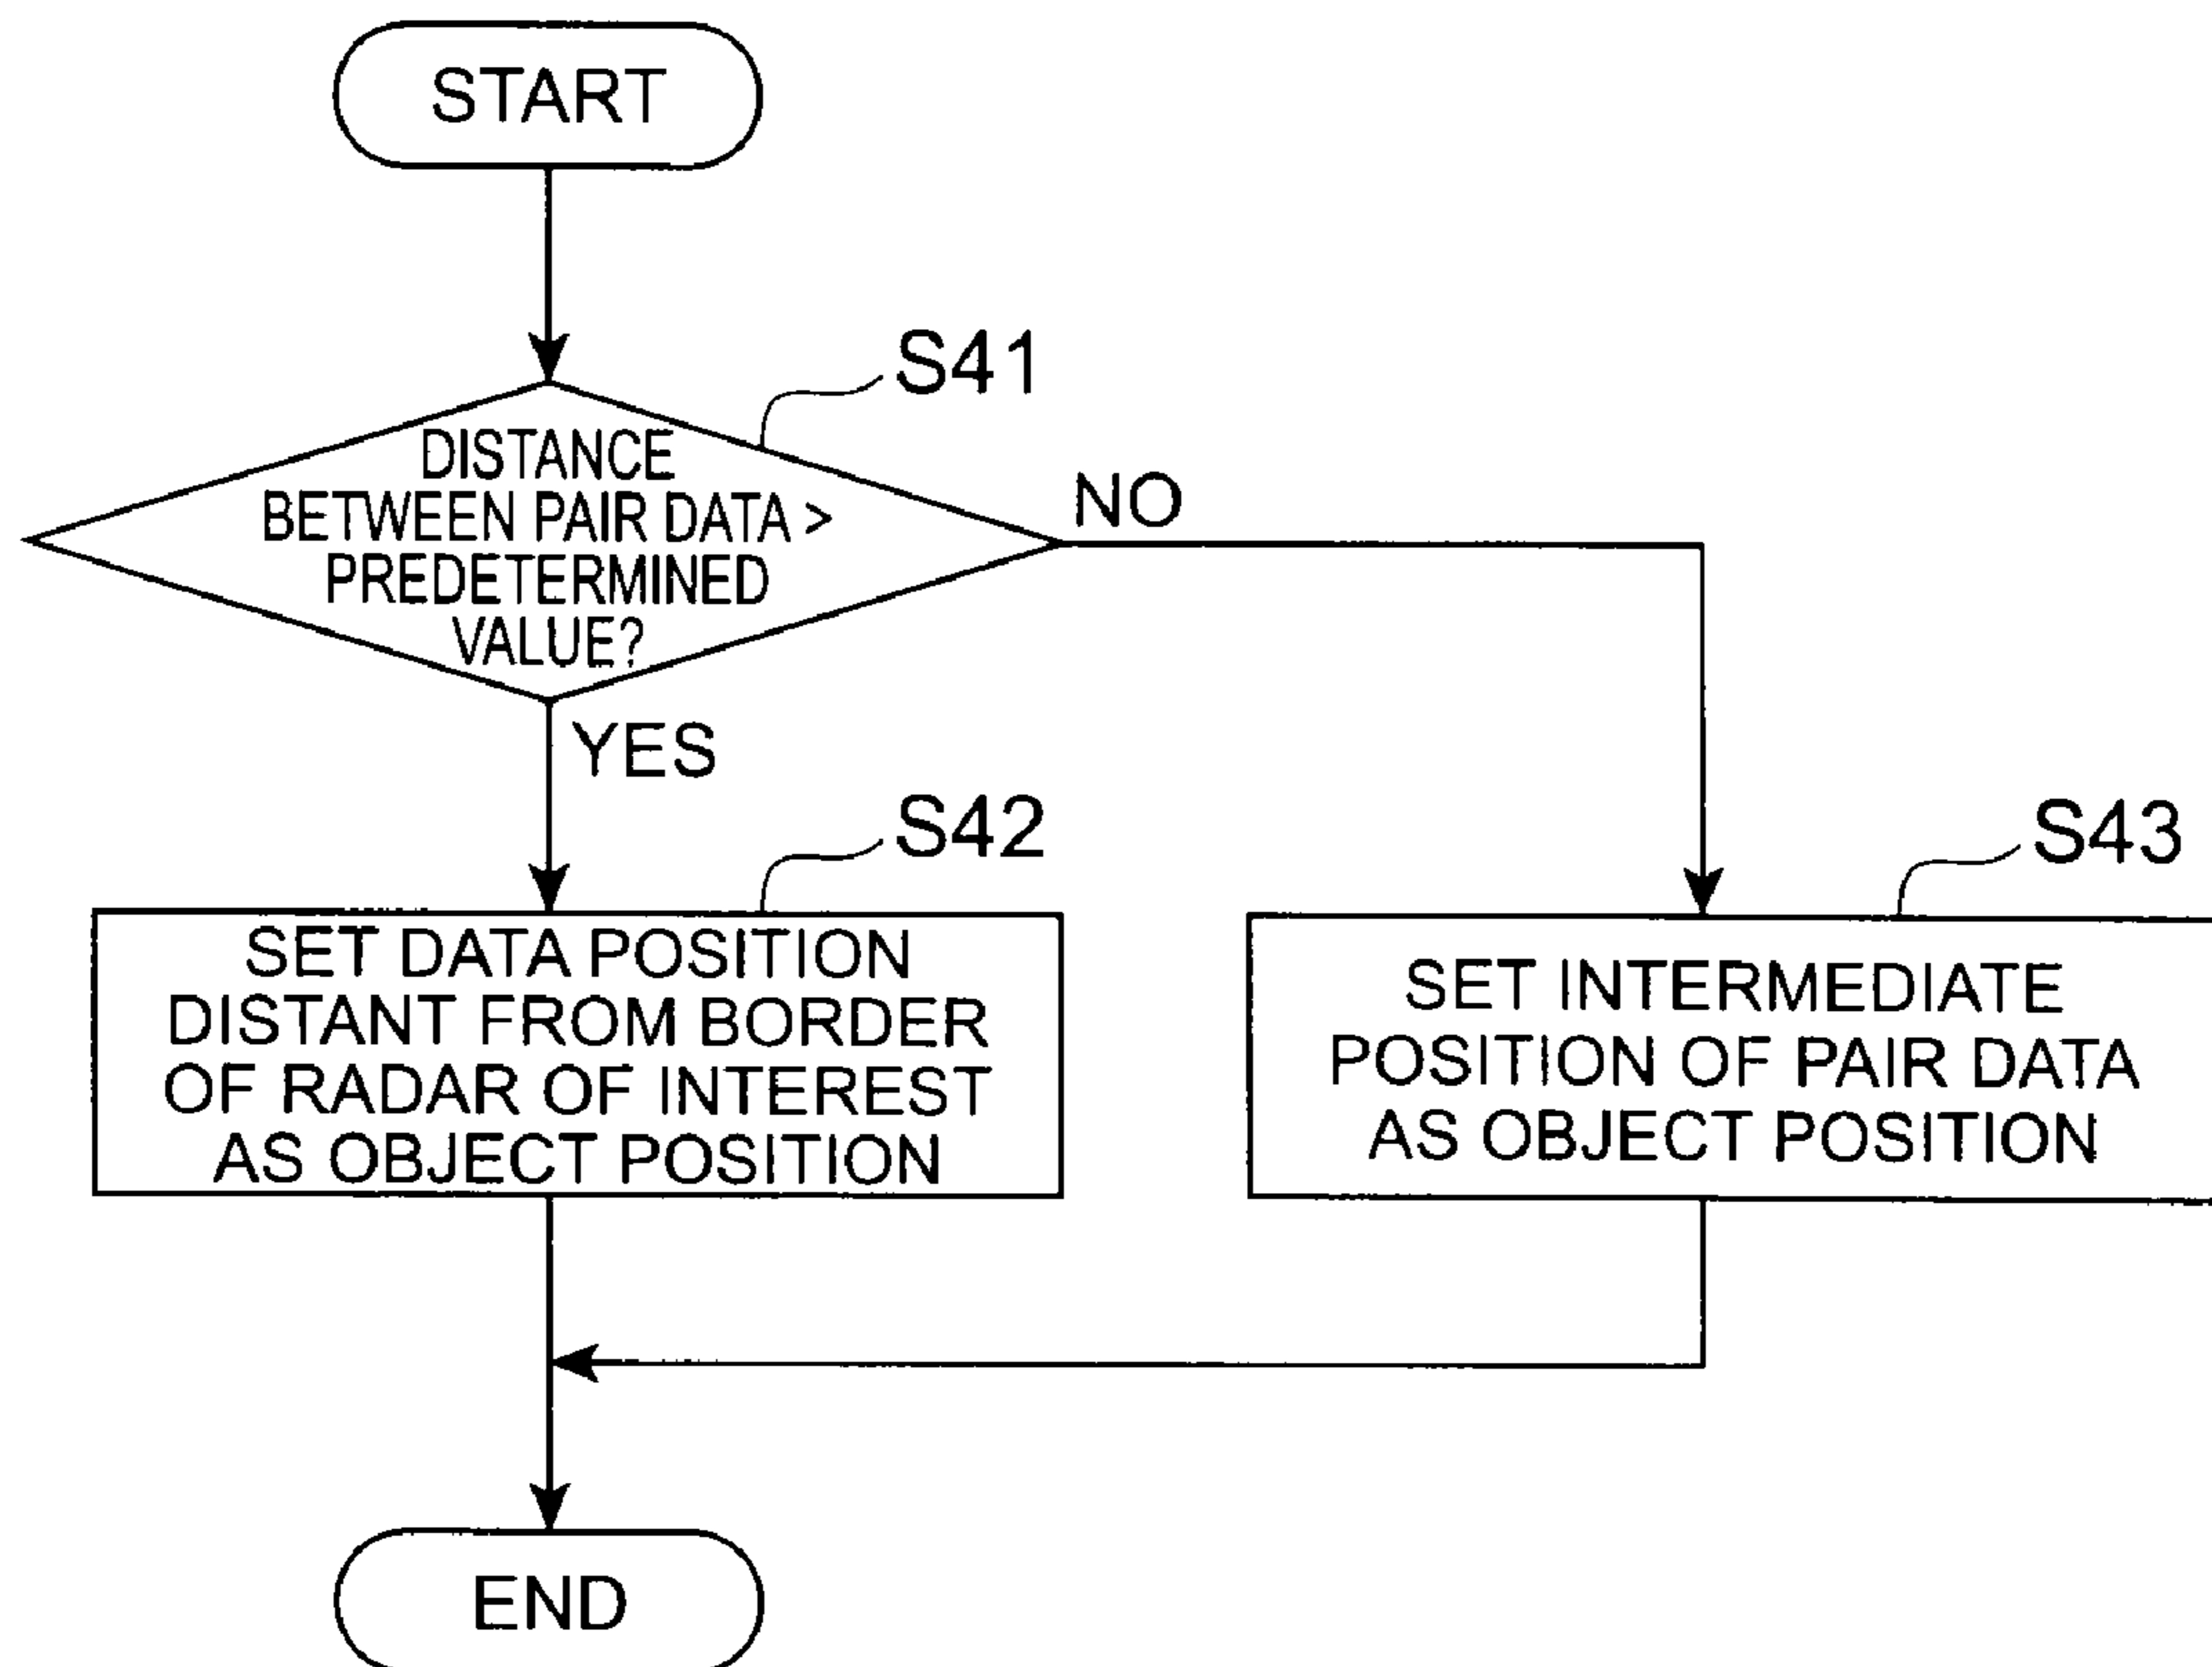 START
S41
DISTANCE
BETWEEN PAIR DATA >
PREDETERMINED
VALUE?
NO
YES
S42
SET DATA POSITION
DISTANT FROM BORDER
OF RADAR OF INTEREST
AS OBJECT POSITION
S43
SET INTERMEDIATE
POSITION OF PAIR DATA
AS OBJECT POSITION
END